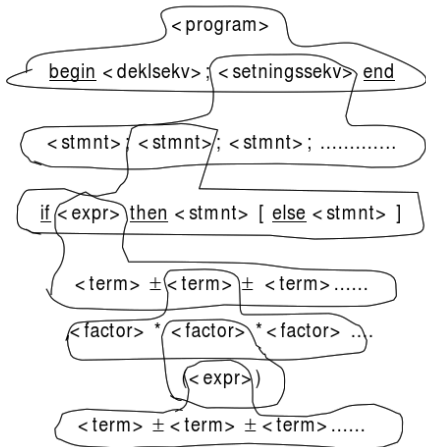 <program>
begin <deklsekv> ; <setningssekv> end
<stmnt> ; <stmnt> ; <stmnt> ; .............
if <expr> then <stmnt> [ else <stmnt> ]
<term> ± <term> ± <term>......
<factor> * <factor> * <factor> ....
(<expr>)
<term> ± <term> ± <term>......